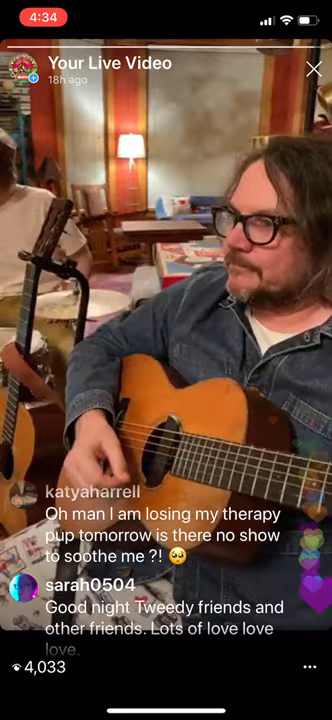 4:34
Your Live Video
18h ago
katyaharrell
Oh man I am losing my therapy
pup tomorrow is there no show
to soothe me ?! 🥺
sarah0504
Good night Tweedy friends and
other friends. Lots of love love
love.
4,033